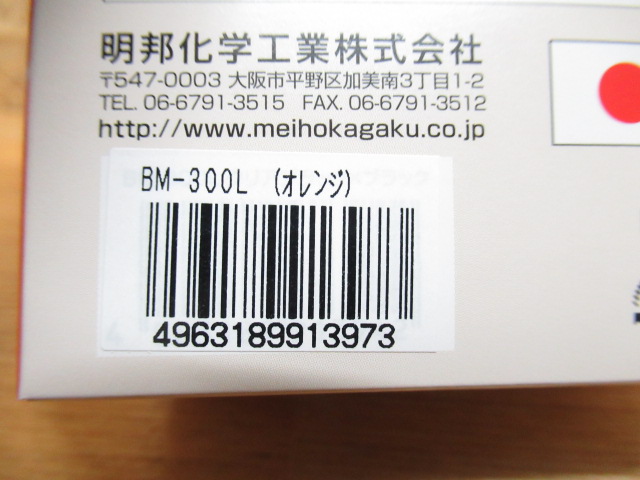 明邦化学工業株式会社
〒547-0003 大阪市平野区加美南3丁目1-2
TEL. 06-6791-3515 FAX. 06-6791-3512
http://www.meihokagaku.co.jp
BM-300L (オレンジ)
4963189913973